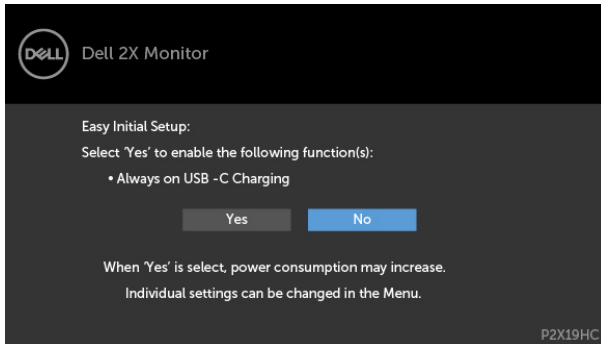 DELL
Dell 2X Monitor
Easy Initial Setup:
Select ‘Yes’ to enable the following function(s):
• Always on USB -C Charging
Yes No
When ‘Yes’ is select, power consumption may increase.
Individual settings can be changed in the Menu.
P2X19HC